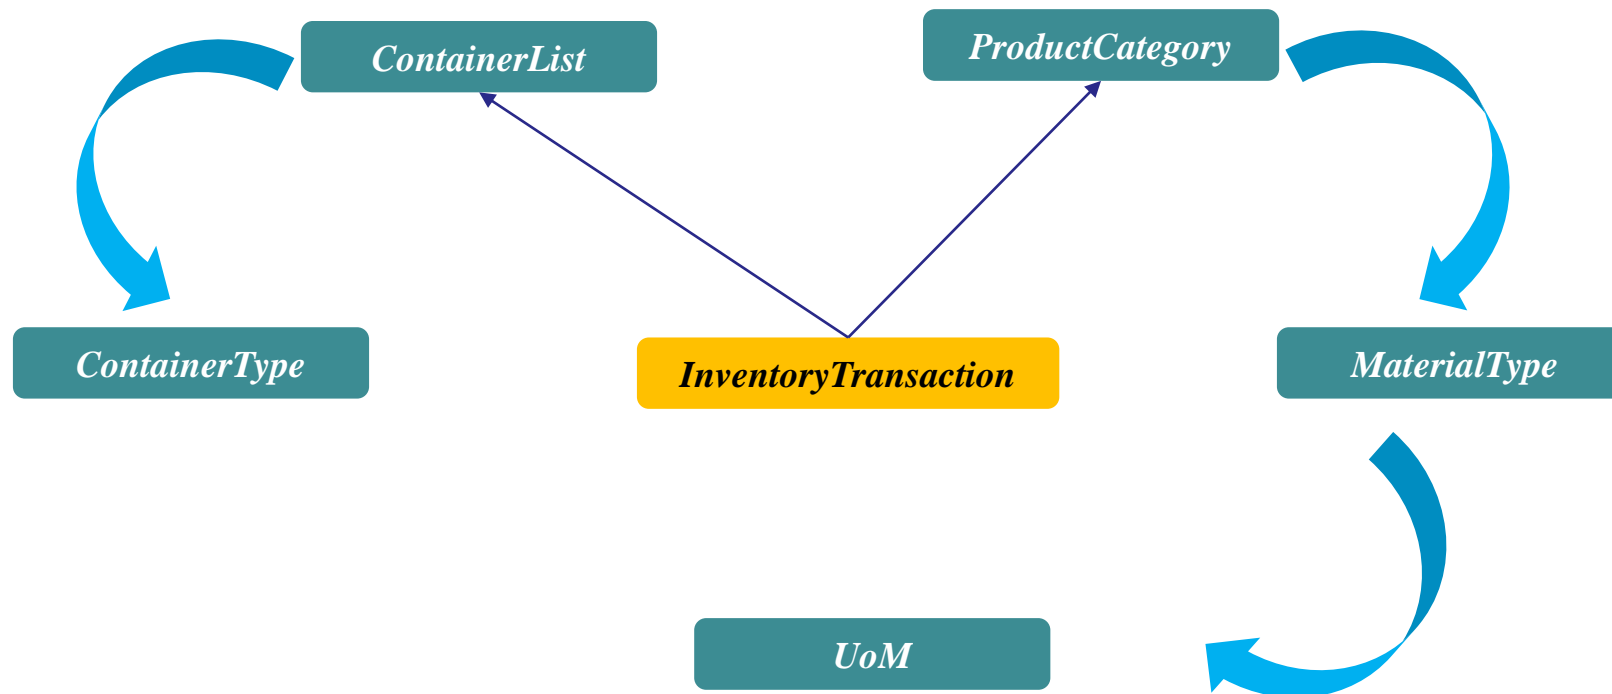 ContainerList
ProductCategory
ContainerType
InventoryTransaction
MaterialType
UoM